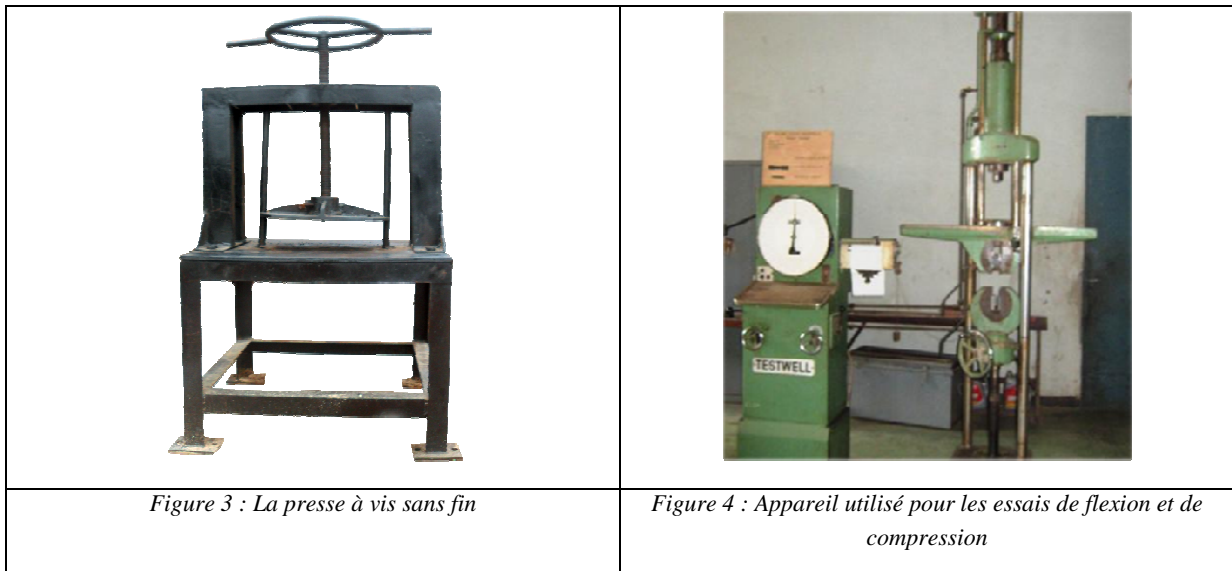 TESTWELL
Figure 3 : La presse à vis sans fin
Figure 4 : Appareil utilisé pour les essais de flexion et de
compression